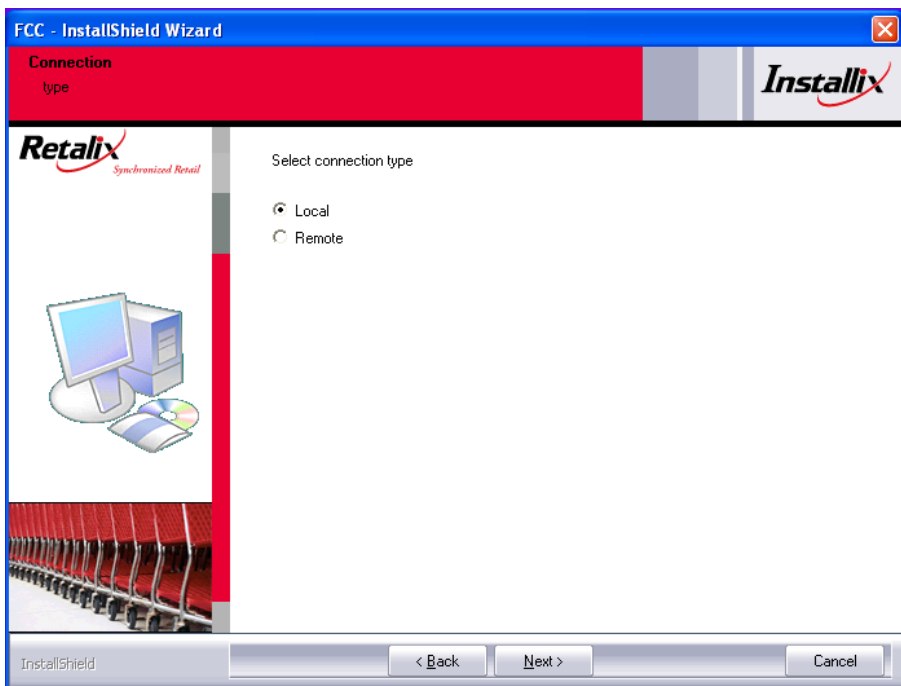 FCC - InstallShield Wizard
Connection
type
Installix
Retalix
Synchronized Retail
Select connection type
Local
Remote
InstallShield
< Back
Next >
Cancel